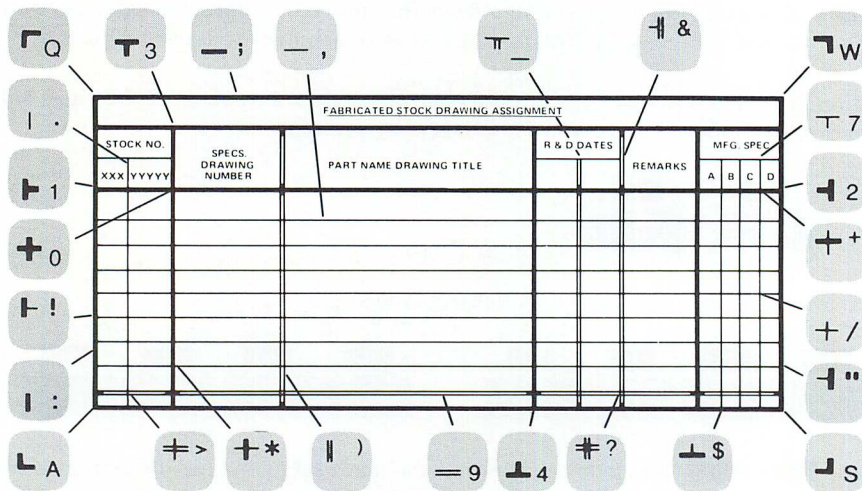 Q
3
;
,
_
&
W
FABRICATED STOCK DRAWING ASSIGNMENT
.
7
STOCK NO.
SPECS.
DRAWING
NUMBER
PART NAME DRAWING TITLE
R & D DATES
REMARKS
MFG. SPEC
XXX YYYYY
A B C D
1
2
0
+
!
/
:
"
A
>
*
)
9
4
?
$
S